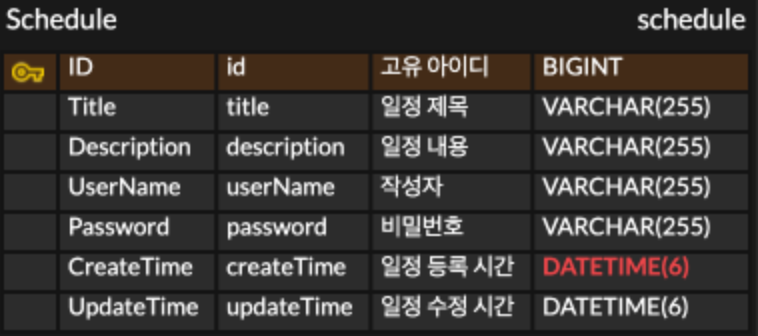 Schedule schedule
ID id 고유 아이디 BIGINT
Title title 일정 제목 VARCHAR(255)
Description description 일정 내용 VARCHAR(255)
UserName userName 작성자 VARCHAR(255)
Password password 비밀번호 VARCHAR(255)
CreateTime createTime 일정 등록 시간 DATETIME(6)
UpdateTime updateTime 일정 수정 시간 DATETIME(6)